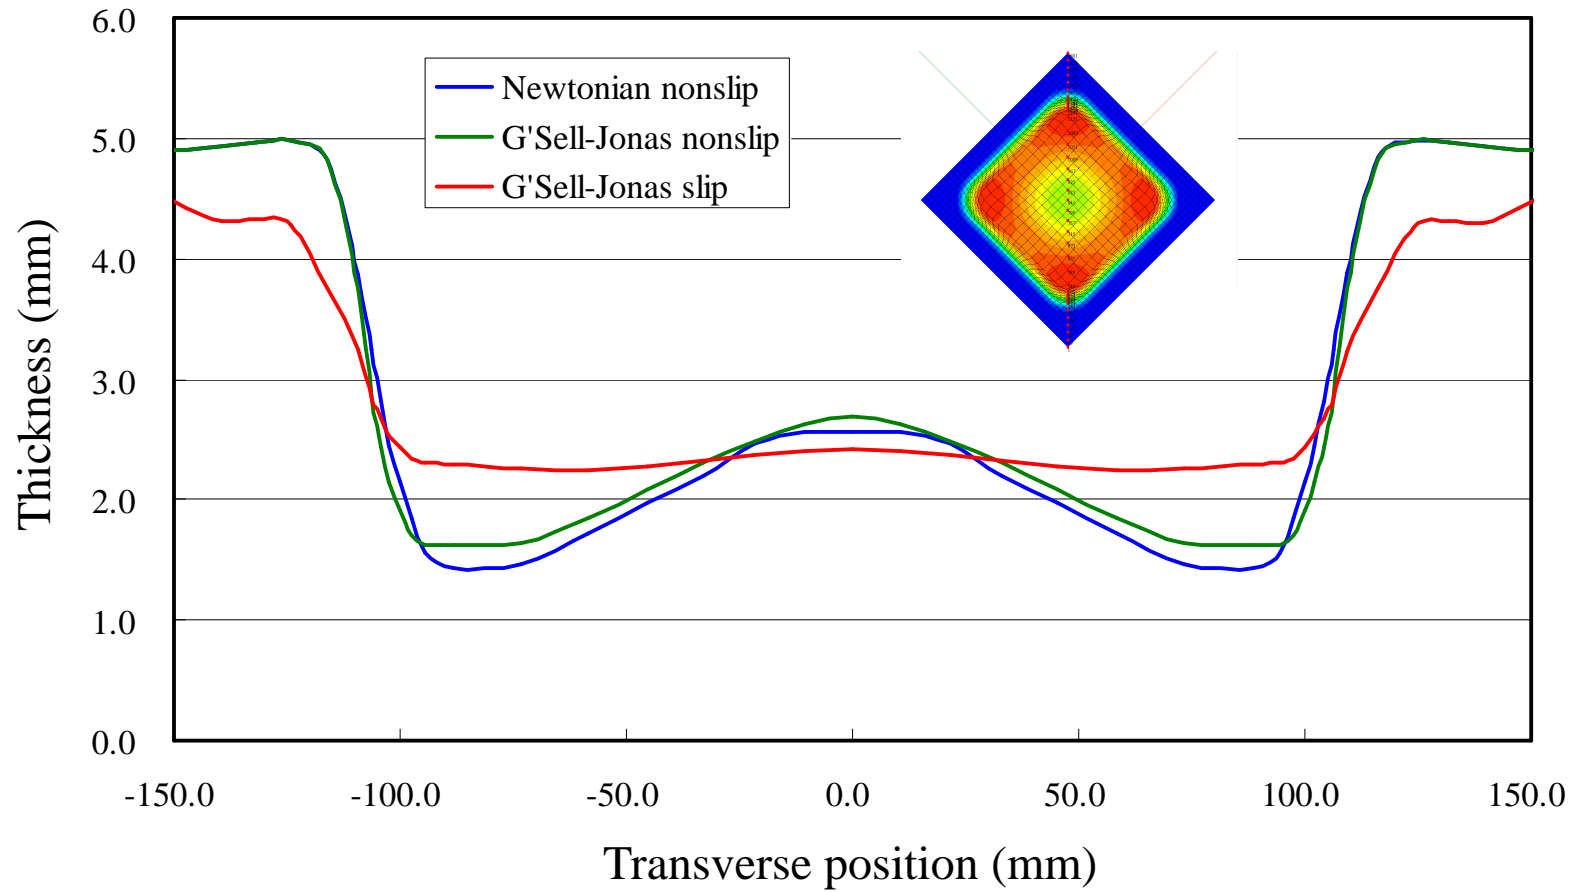 6.0
5.0
4.0
3.0
2.0
1.0
0.0
Thickness (mm)
Newtonian nonslip
G'Sell-Jonas nonslip
G'Sell-Jonas slip
-150.0 -100.0 -50.0 0.0 50.0 100.0 150.0
Transverse position (mm)